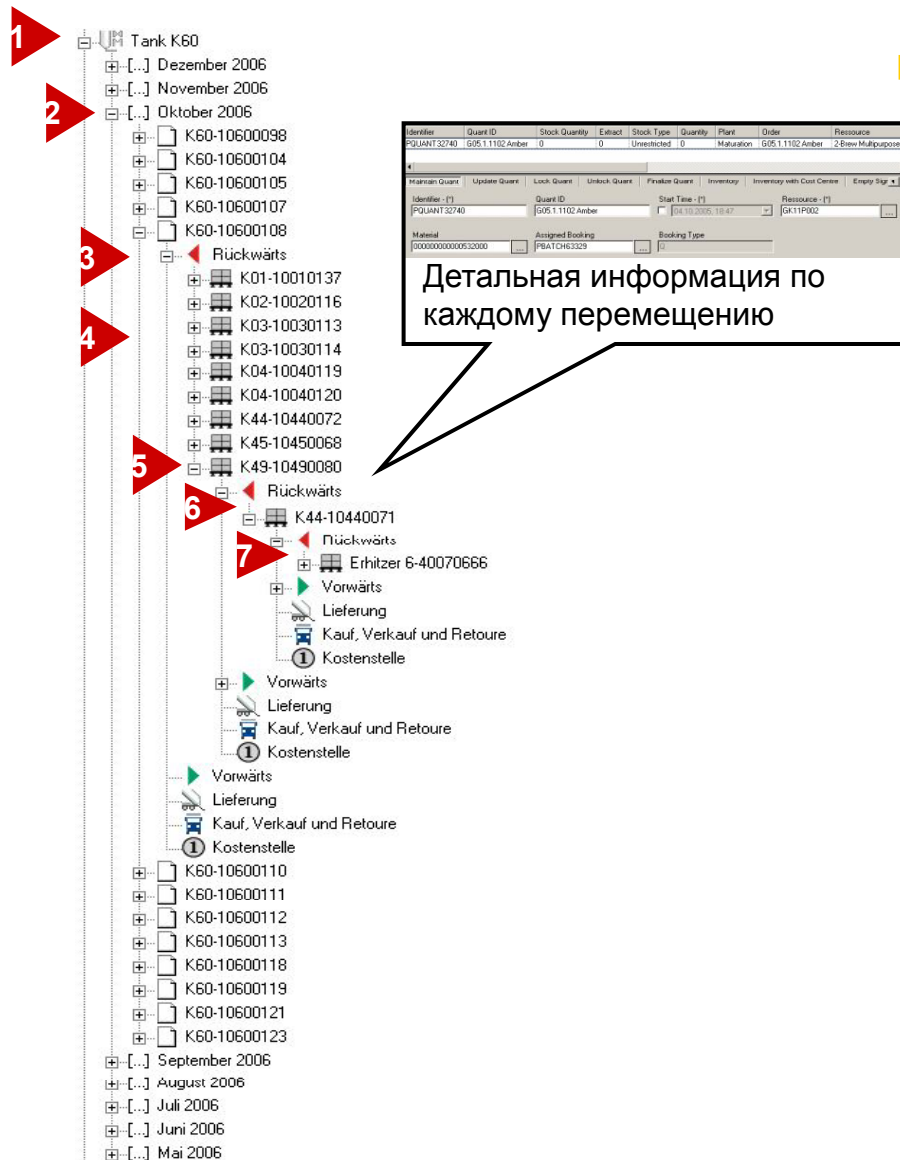 1
Tank K60
[...] Dezember 2006
[...] November 2006
2
[...] Oktober 2006
K60-10600098
K60-10600104
K60-10600105
K60-10600107
K60-10600108
3
Rückwärts
K01-10010137
K02-10020116
K03-10030113
4
K03-10030114
K04-10040119
K04-10040120
K44-10440072
K45-10450068
5
K49-10490080
Rückwärts
6
K44-10440071
Rückwärts
7
Erhitzer 6-40070666
Vorwärts
Lieferung
Kauf, Verkauf und Retoure
1 Kostenstelle
Vorwärts
Lieferung
Kauf, Verkauf und Retoure
1 Kostenstelle
Vorwärts
Lieferung
Kauf, Verkauf und Retoure
1 Kostenstelle
K60-10600110
K60-10600111
K60-10600112
K60-10600113
K60-10600118
K60-10600119
K60-10600121
K60-10600123
[...] September 2006
[...] August 2006
[...] Juli 2006
[...] Juni 2006
[...] Mai 2006
Identifier Quant ID Stock Quantity Extract Stock Type Quantity Plant Order Ressource
PQUANT32740 G05.1.1102 Amber 0 0 Unrestricted 0 Maturation G05.1.1102 Amber 2-Brew Multipurpose
Maintain Quant Update Quant Lock Quant Unlock Quant Finalize Quant Inventory Inventory with Cost Centre Empty Sig
Identifier - (*) Quant ID Start Time - (*) Ressource - (*)
PQUANT32740 G05.1.1102 Amber 04.10.2005, 18:47 GK11P002 ...
Material Assigned Booking Booking Type
000000000000532000 ... PBATCH63329 ... Q
Детальная информация по
каждому перемещению